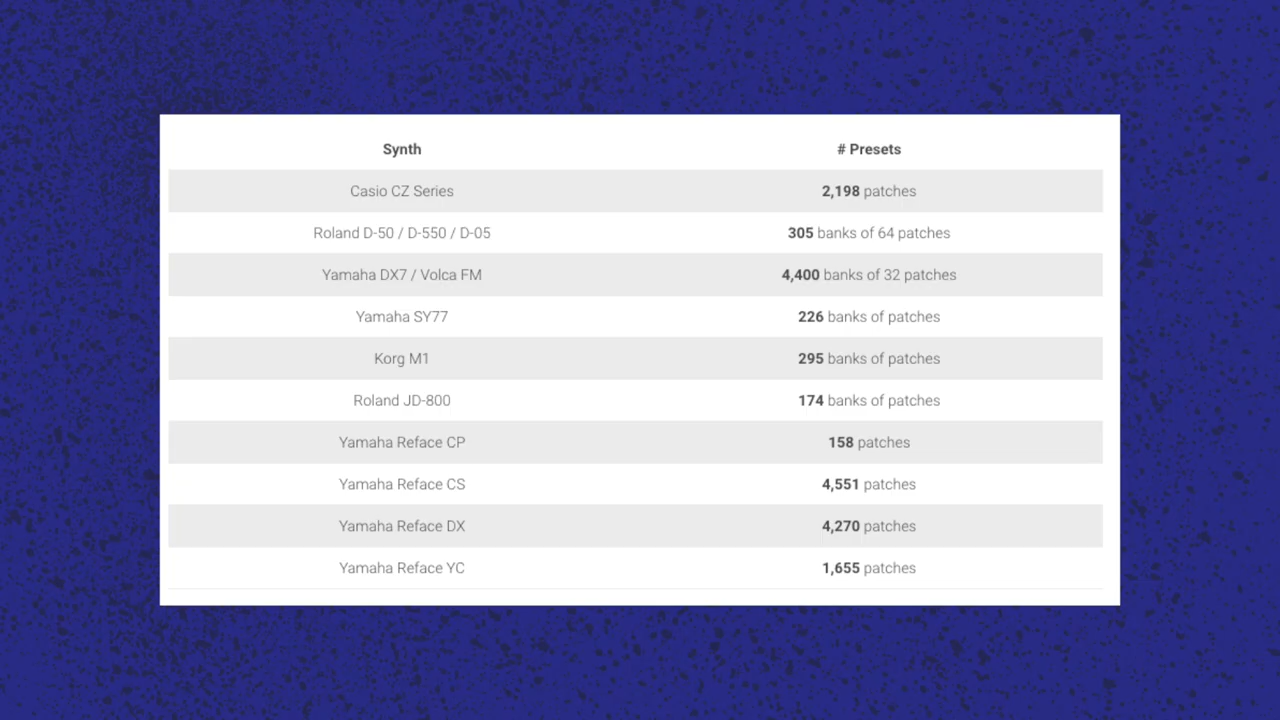 Synth # Presets
Casio CZ Series 2,198 patches
Roland D-50 / D-550 / D-05 305 banks of 64 patches
Yamaha DX7 / Volca FM 4,400 banks of 32 patches
Yamaha SY77 226 banks of patches
Korg M1 295 banks of patches
Roland JD-800 174 banks of patches
Yamaha Reface CP 158 patches
Yamaha Reface CS 4,551 patches
Yamaha Reface DX 4,270 patches
Yamaha Reface YC 1,655 patches